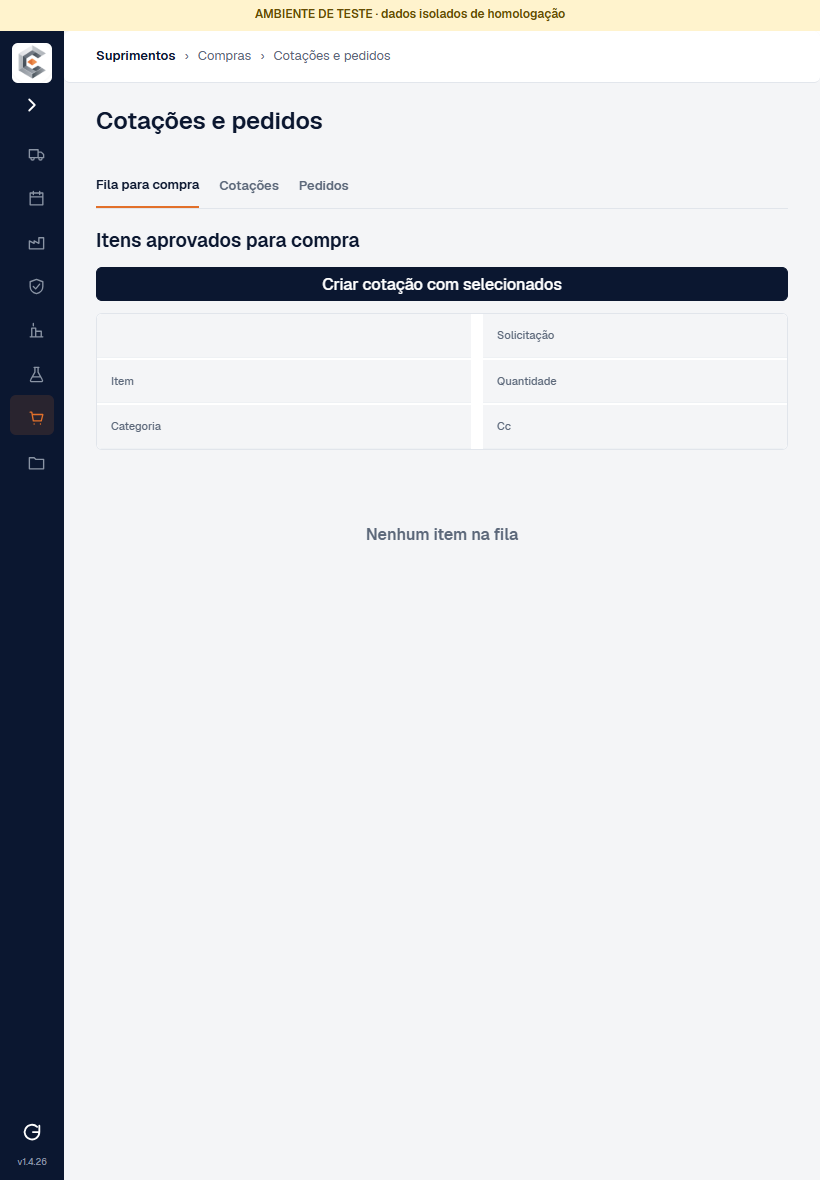 AMBIENTE DE TESTE · dados isolados de homologação
Suprimentos › Compras › Cotações e pedidos
Cotações e pedidos
Fila para compra Cotações Pedidos
Itens aprovados para compra
Criar cotação com selecionados
Solicitação
Item Quantidade
Categoria Cc
Nenhum item na fila
v1.4.26